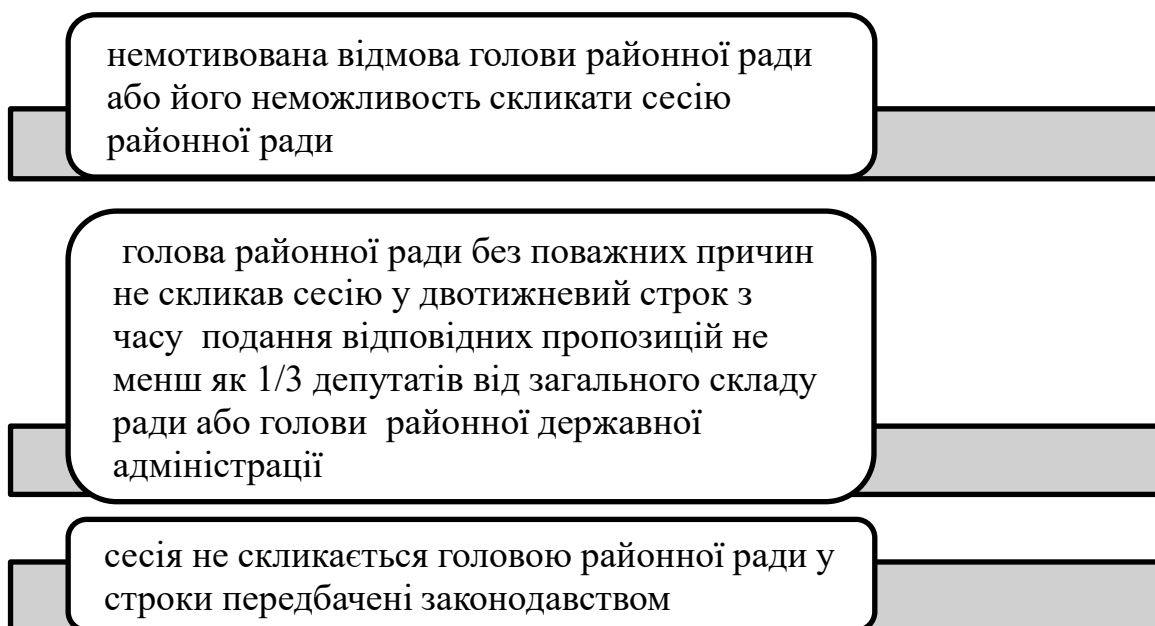 немотивована відмова голови районної ради
або його неможливость скликати сесію
районної ради
голова районної ради без поважних причин
не скликав сесію у двотижневий строк з
часу подання відповідних пропозицій не
менш як 1/3 депутатів від загального складу
ради або голови районної державної
адміністрації
сесія не скликається головою районної ради у
строки передбачені законодавством